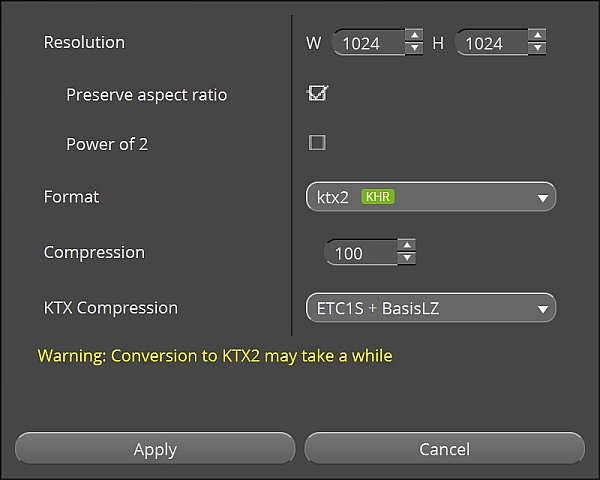 Resolution W 1024 H 1024
Preserve aspect ratio
Power of 2
Format ktx2 KHR
Compression 100
KTX Compression ETC1S + BasisLZ
Warning: Conversion to KTX2 may take a while
Apply Cancel